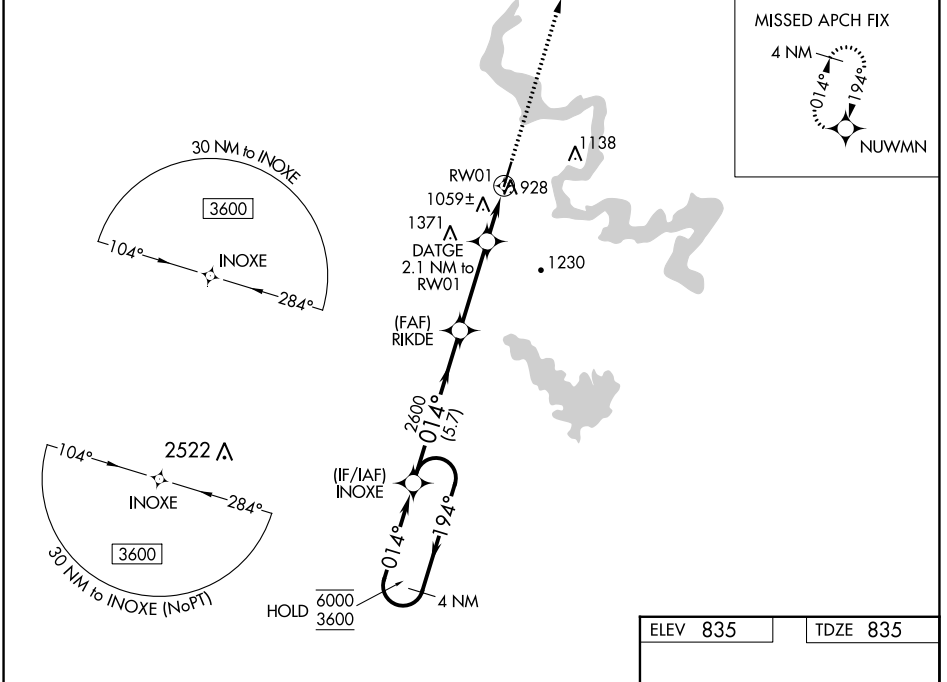 MISSED APCH FIX
4 NM
014°
194°
NUWMN
30 NM to INOXE
3600
104°
INOXE
284°
1138
RW01
928
1059±
1371
DATGE
2.1 NM to
RW01
1230
(FAF)
RIKDE
2600
014°
(5.7)
104°
2522
INOXE
284°
3600
30 NM to INOXE (NoPT)
(IF/IAF)
INOXE
014°
194°
HOLD
6000
3600
4 NM
ELEV 835
TDZE 835